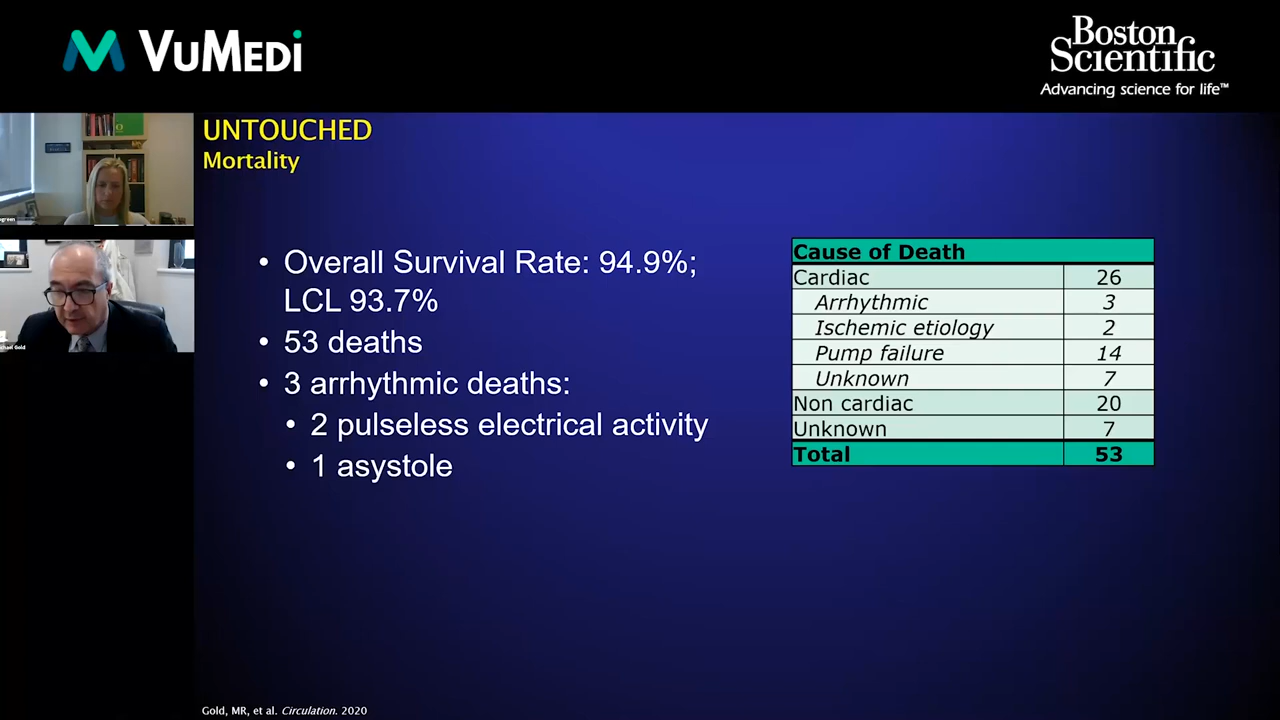 VUMEDI
Boston
Scientific
Advancing science for life™
UNTOUCHED
Mortality
• Overall Survival Rate: 94.9%;
LCL 93.7%
• 53 deaths
• 3 arrhythmic deaths:
• 2 pulseless electrical activity
• 1 asystole
Cause of Death
Cardiac 26
Arrhythmic 3
Ischemic etiology 2
Pump failure 14
Unknown 7
Non cardiac 20
Unknown 7
Total 53
Gold, MR, et al. Circulation. 2020